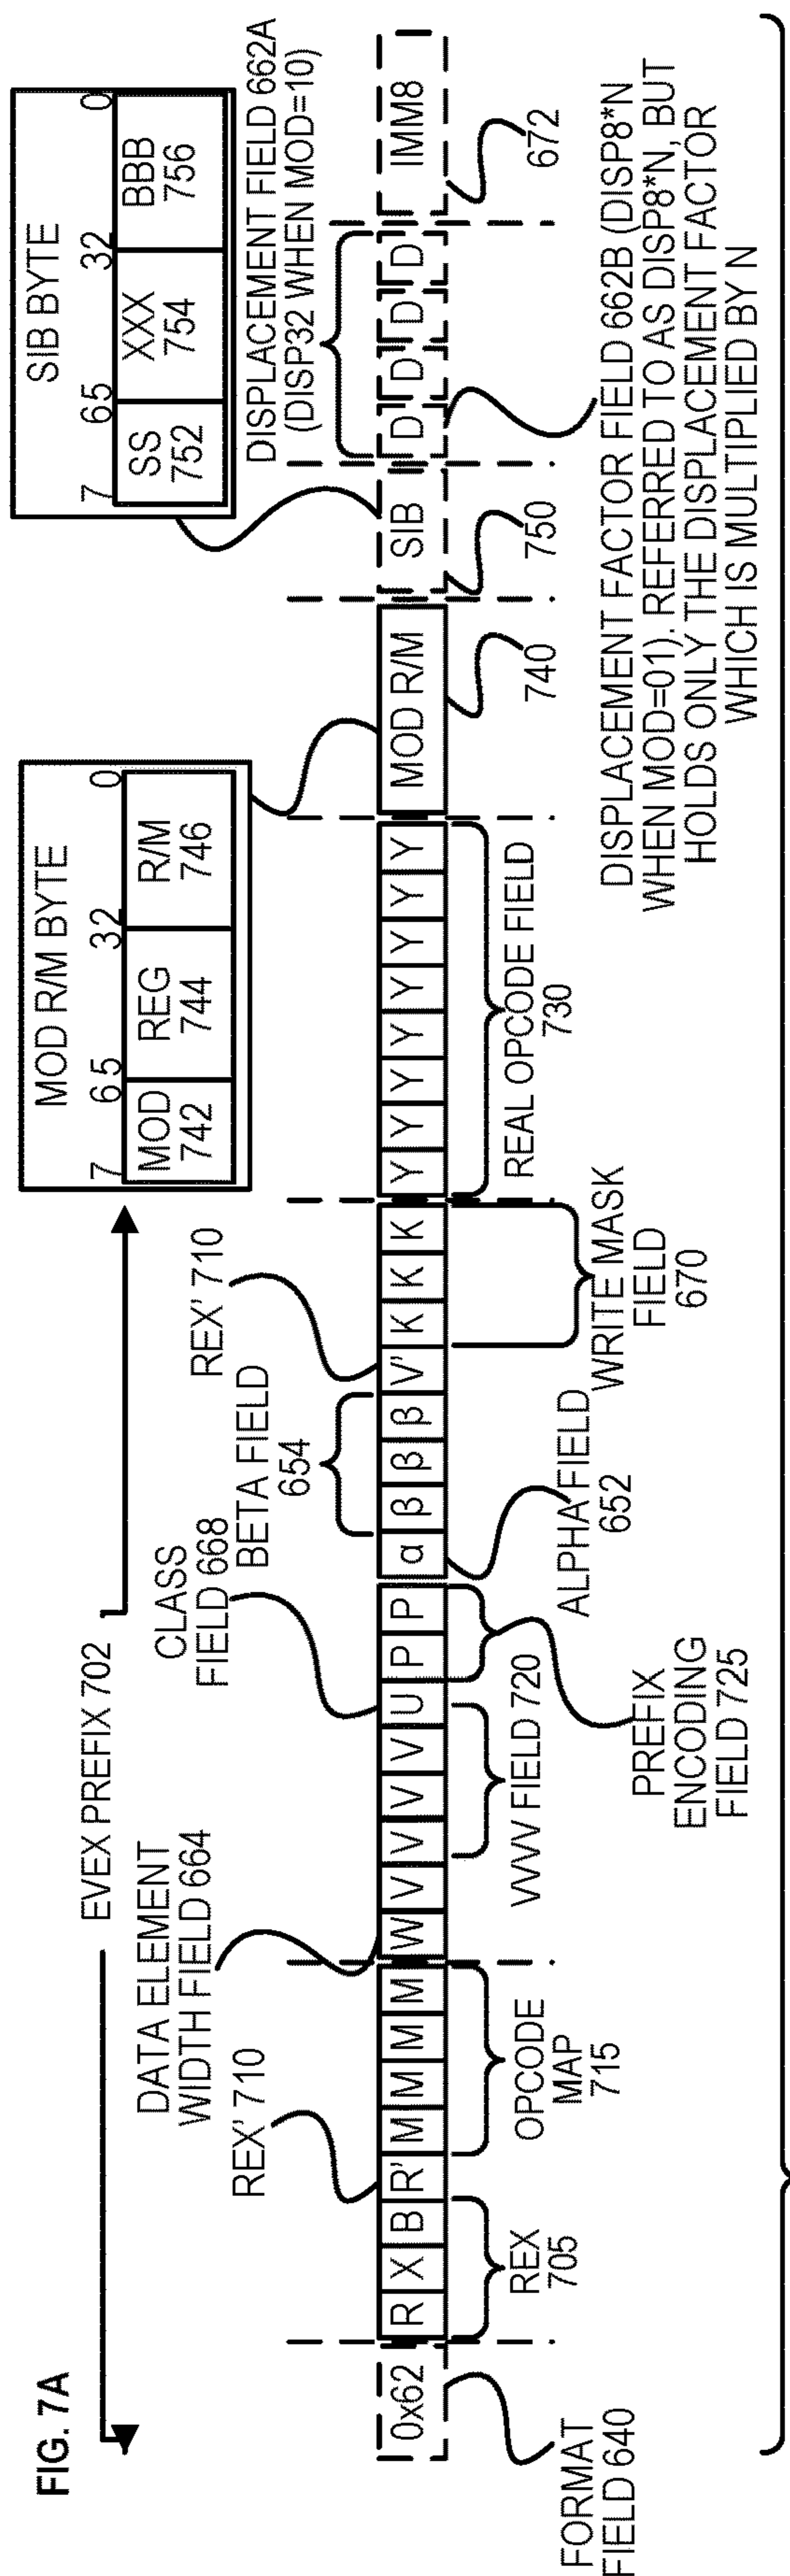 FIG. 7A
EVEX PREFIX 702
MOD R/M BYTE
7 6 5 3 2 0
MOD
742
REG
744
R/M
746
SIB BYTE
7 6 5 3 2 0
SS
752
XXX
754
BBB
756
DATA ELEMENT
WIDTH FIELD 664
REX' 710
CLASS
FIELD 668
BETA FIELD
654
REX' 710
DISPLACEMENT FIELD 662A
(DISP32 WHEN MOD=10)
0x62 R X B R' M M M M W V V V V U P P α β β β V' K K K Y Y Y Y Y Y Y Y MOD R/M SIB D D D D IMM8
FORMAT
FIELD 640
REX
705
OPCODE
MAP
715
VVVV FIELD 720
PREFIX
ENCODING
FIELD 725
ALPHA FIELD
652
WRITE MASK
FIELD
670
REAL OPCODE FIELD
730
740
750
672
DISPLACEMENT FACTOR FIELD 662B (DISP8*N
WHEN MOD=01). REFERRED TO AS DISP8*N, BUT
HOLDS ONLY THE DISPLACEMENT FACTOR
WHICH IS MULTIPLIED BY N